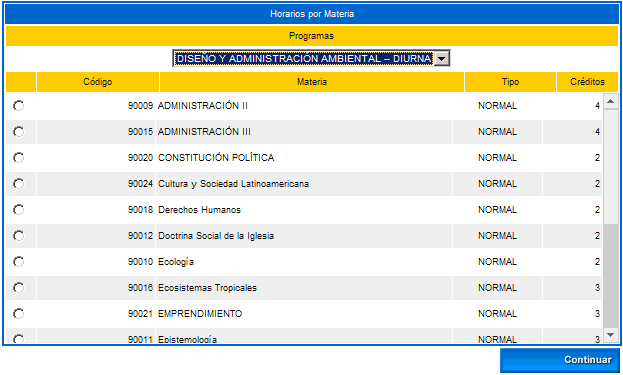 Horarios por Materia
Programas
DISEÑO Y ADMINISTRACIÓN AMBIENTAL -- DIURNA
Código Materia Tipo Créditos
90009 ADMINISTRACIÓN II NORMAL 4
90015 ADMINISTRACIÓN III NORMAL 4
90020 CONSTITUCIÓN POLÍTICA NORMAL 2
90024 Cultura y Sociedad Latinoamericana NORMAL 2
90018 Derechos Humanos NORMAL 2
90012 Doctrina Social de la Iglesia NORMAL 2
90010 Ecología NORMAL 2
90016 Ecosistemas Tropicales NORMAL 3
90021 EMPRENDIMIENTO NORMAL 3
90011 Epistemología NORMAL 3
Continuar